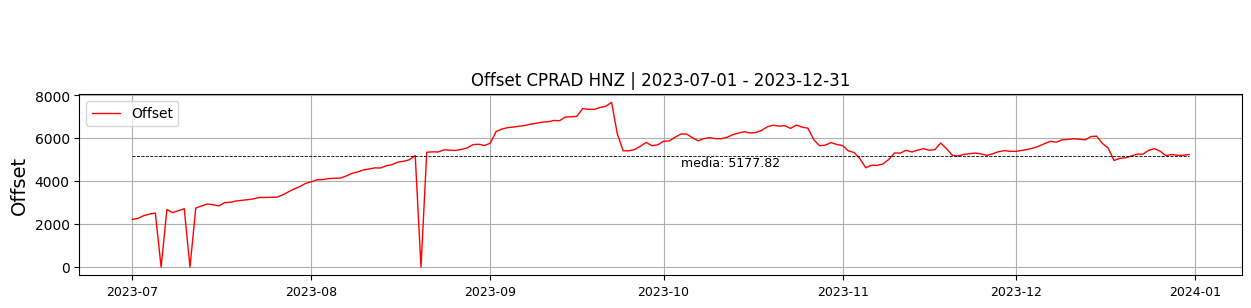 Offset CPRAD HNZ | 2023-07-01 - 2023-12-31
8000
Offset
6000
media: 5177.82
4000
Offset
2000
0
2023-07 2023-08 2023-09 2023-10 2023-11 2023-12 2024-01